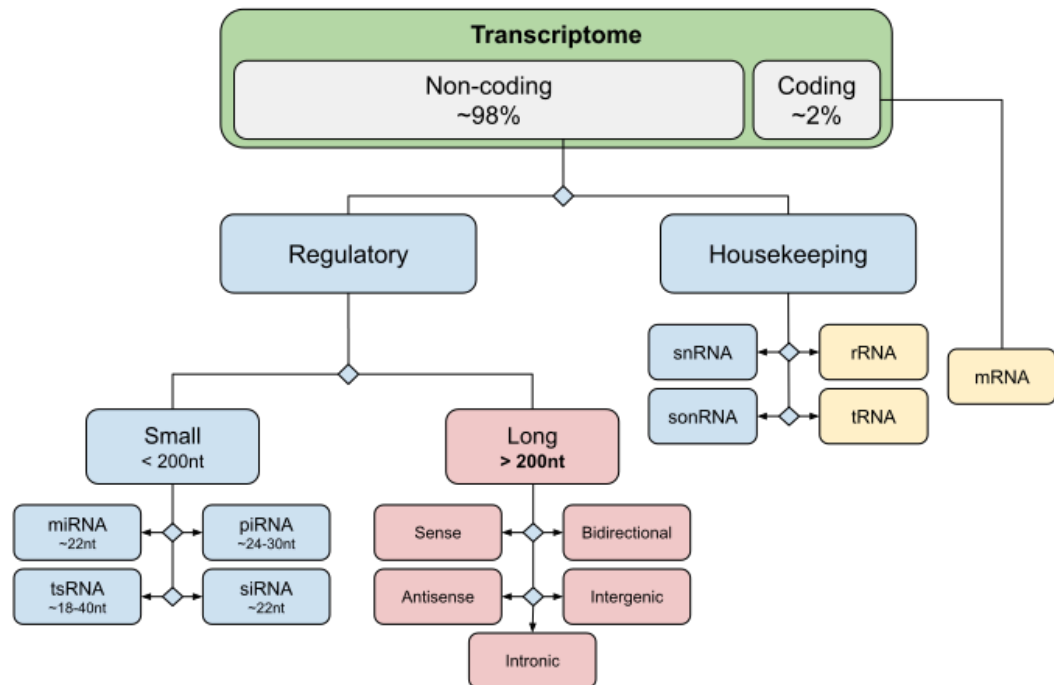 Transcriptome
Non-coding
~98%
Coding
~2%
Regulatory
Housekeeping
snRNA
rRNA
mRNA
sonRNA
tRNA
Small
< 200nt
Long
> 200nt
miRNA
~22nt
piRNA
~24-30nt
tsRNA
~18-40nt
siRNA
~22nt
Sense
Bidirectional
Antisense
Intergenic
Intronic